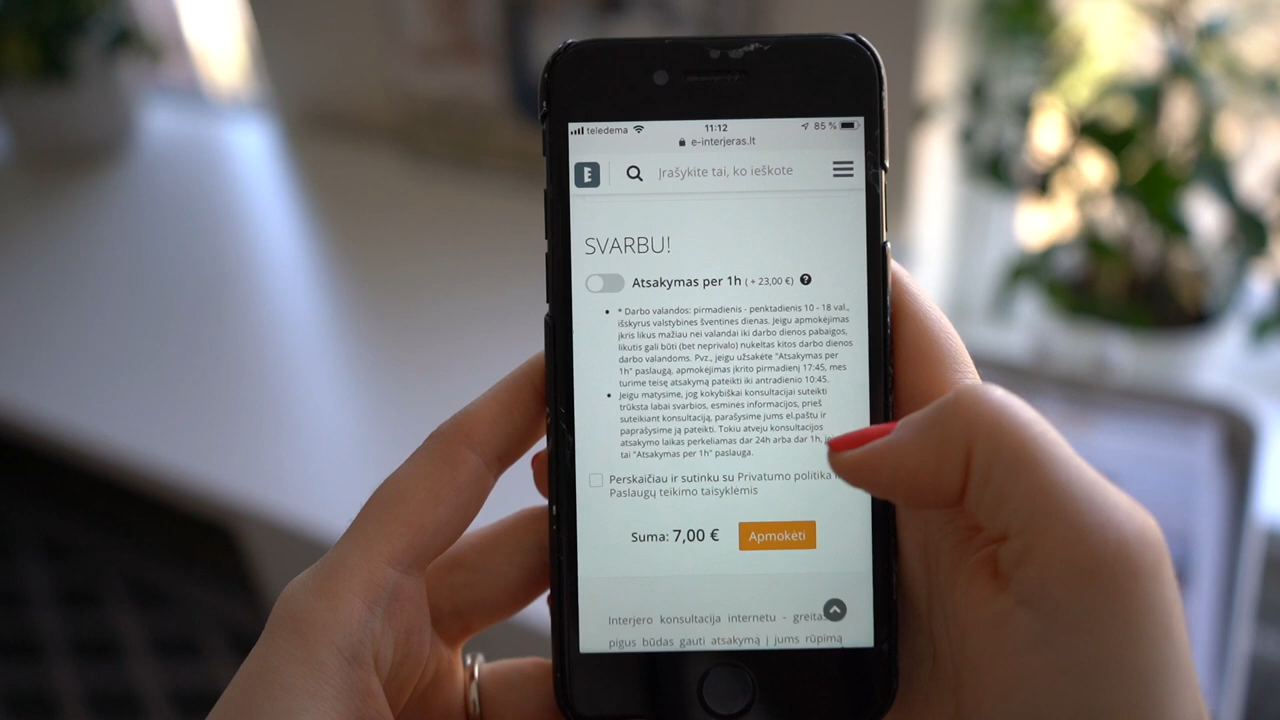 teledema 11:12 85 %
e-interjeras.lt
E Įrašykite tai, ko ieškote
SVARBU!
Atsakymas per 1h ( + 23,00 €) ?
* Darbo valandos: pirmadienis - penktadienis 10 - 18 val.,
išskyrus valstybines šventines dienas. Jeigu apmokėjimas
įkris likus mažiau nei valandai iki darbo dienos pabaigos,
likutis gali būti (bet neprivalo) nukeltas kitos darbo dienos
darbo valandoms. Pvz., jeigu užsakėte "Atsakymas per
1h" paslaugą, apmokėjimas įkrito pirmadienį 17:45, mes
turime teisę atsakymą pateikti iki antradienio 10:45.
Jeigu matysime, jog kokybiškai konsultacijai suteikti
trūksta labai svarbios, esminės informacijos, prieš
suteikiant konsultaciją, parašysime jums el.paštu ir
paprašysime ją pateikti. Tokiu atveju konsultacijos
atsakymo laikas perkeliamas dar 24h arba dar 1h,
tai "Atsakymas per 1h" paslauga.
Perskaičiau ir sutinku su Privatumo politika
Paslaugų teikimo taisyklėmis
Suma: 7,00 € Apmokėti
Interjero konsultacija internetu - greitas
pigus būdas gauti atsakymą į jums rūpimą